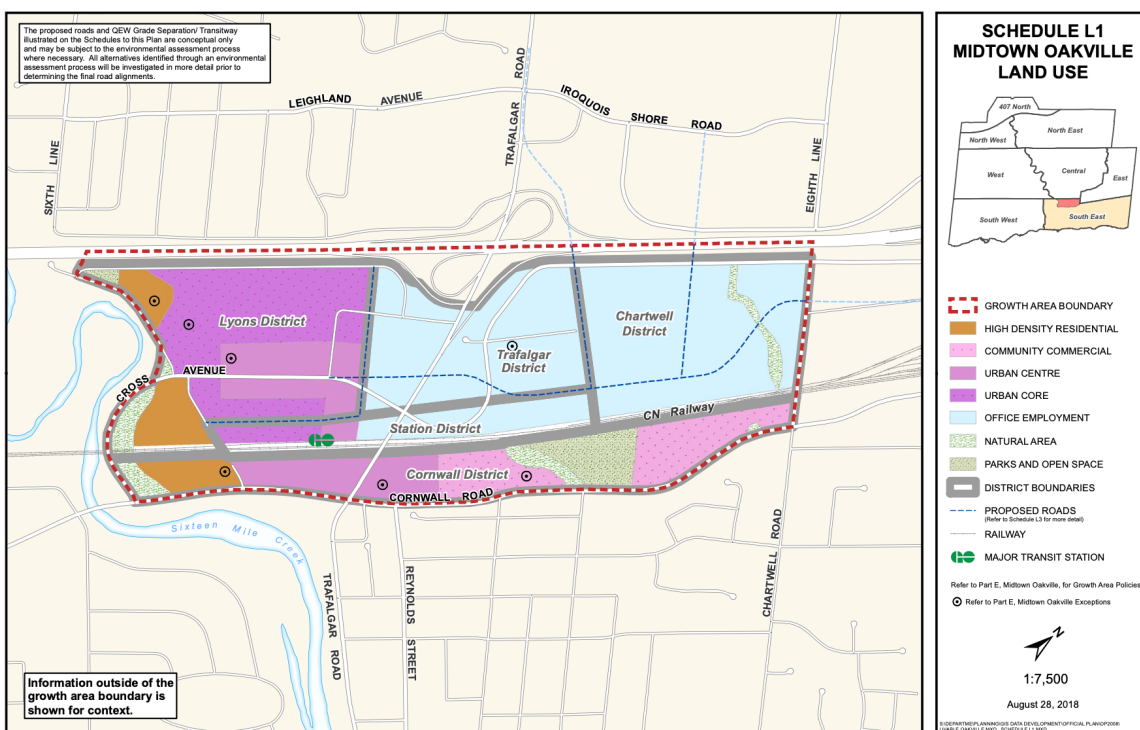 The proposed roads and QEW Grade Separation/ Transitway
illustrated on the Schedules to this Plan are conceptual only
and may be subject to the environmental assessment process
where necessary. All alternatives identified through an environmental
assessment process will be investigated in more detail prior to
determining the final road alignments.
LEIGHLAND AVENUE
IROQUOIS SHORE ROAD
TRAFALGAR ROAD
SIXTH LINE
EIGHTH LINE
Lyons District
Chartwell
District
Trafalgar
District
CROSS AVENUE
CN Railway
Station District
GO
Cornwall District
CORNWALL ROAD
Sixteen Mile Creek
TRAFALGAR ROAD
REYNOLDS STREET
CHARTWELL ROAD
Information outside of the
growth area boundary is
shown for context.
SCHEDULE L1
MIDTOWN OAKVILLE
LAND USE
407 North
North West
North East
West
Central
East
South West
South East
GROWTH AREA BOUNDARY
HIGH DENSITY RESIDENTIAL
COMMUNITY COMMERCIAL
URBAN CENTRE
URBAN CORE
OFFICE EMPLOYMENT
NATURAL AREA
PARKS AND OPEN SPACE
DISTRICT BOUNDARIES
PROPOSED ROADS
(Refer to Schedule L3 for more detail)
RAILWAY
GO MAJOR TRANSIT STATION
Refer to Part E, Midtown Oakville, for Growth Area Policies
Refer to Part E, Midtown Oakville Exceptions
N
1:7,500
August 28, 2018